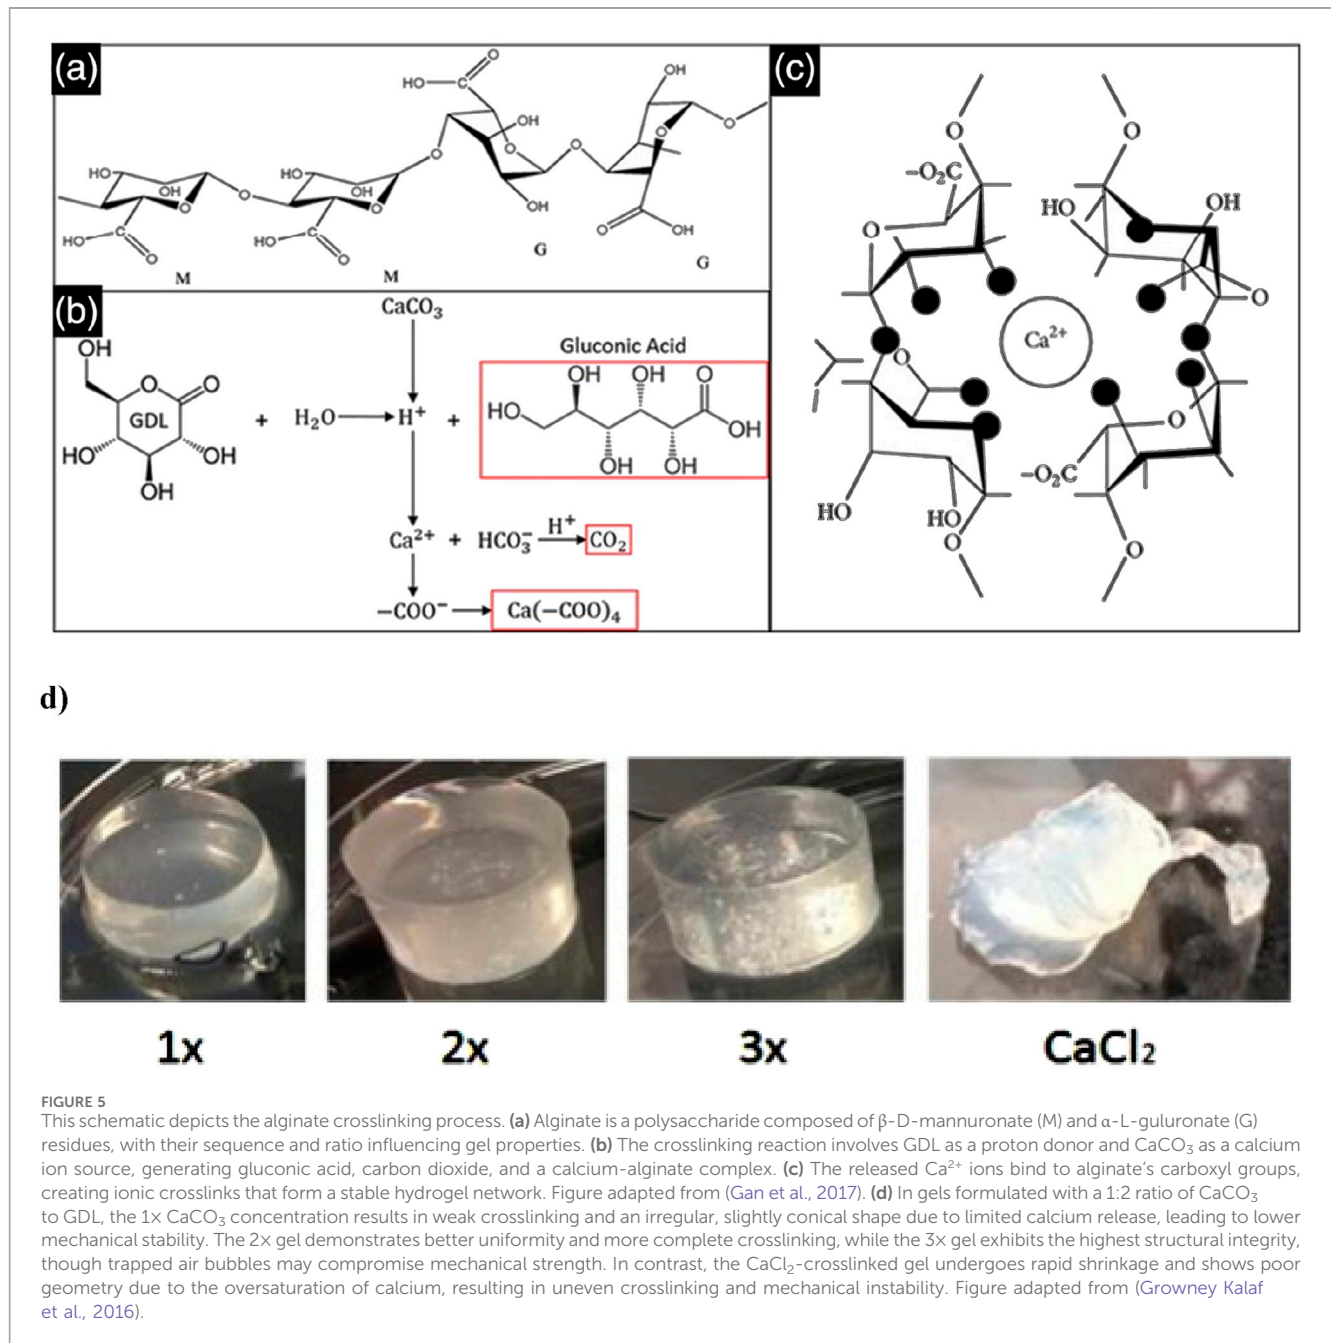 (a)
HO
OH
O
HO
C
O
M
HO
OH
O
HO
C
O
M
O
O
HO
C
O
OH
O
OH
G
O
OH
O
O
OH
G
O
(b)
OH
O
O
GDL
HO
OH
OH
+
H₂O
CaCO₃
H⁺
+
Gluconic Acid
OH
OH
O
HO
OH
OH
OH
Ca²⁺ + HCO₃⁻
H⁺
CO₂
−COO⁻
Ca(−COO)₄
(c)
O
O
-O₂C
HO
OH
O
O
Ca²⁺
O
O
-O₂C
HO
HO
O
O
d)
1x
2x
3x
CaCl₂
FIGURE 5
This schematic depicts the alginate crosslinking process. (a) Alginate is a polysaccharide composed of β-D-mannuronate (M) and α-L-guluronate (G)
residues, with their sequence and ratio influencing gel properties. (b) The crosslinking reaction involves GDL as a proton donor and CaCO₃ as a calcium
ion source, generating gluconic acid, carbon dioxide, and a calcium-alginate complex. (c) The released Ca²⁺ ions bind to alginate’s carboxyl groups,
creating ionic crosslinks that form a stable hydrogel network. Figure adapted from (Gan et al., 2017). (d) In gels formulated with a 1:2 ratio of CaCO₃
to GDL, the 1× CaCO₃ concentration results in weak crosslinking and an irregular, slightly conical shape due to limited calcium release, leading to lower
mechanical stability. The 2× gel demonstrates better uniformity and more complete crosslinking, while the 3× gel exhibits the highest structural integrity,
though trapped air bubbles may compromise mechanical strength. In contrast, the CaCl₂-crosslinked gel undergoes rapid shrinkage and shows poor
geometry due to the oversaturation of calcium, resulting in uneven crosslinking and mechanical instability. Figure adapted from (Growney Kalaf
et al., 2016).